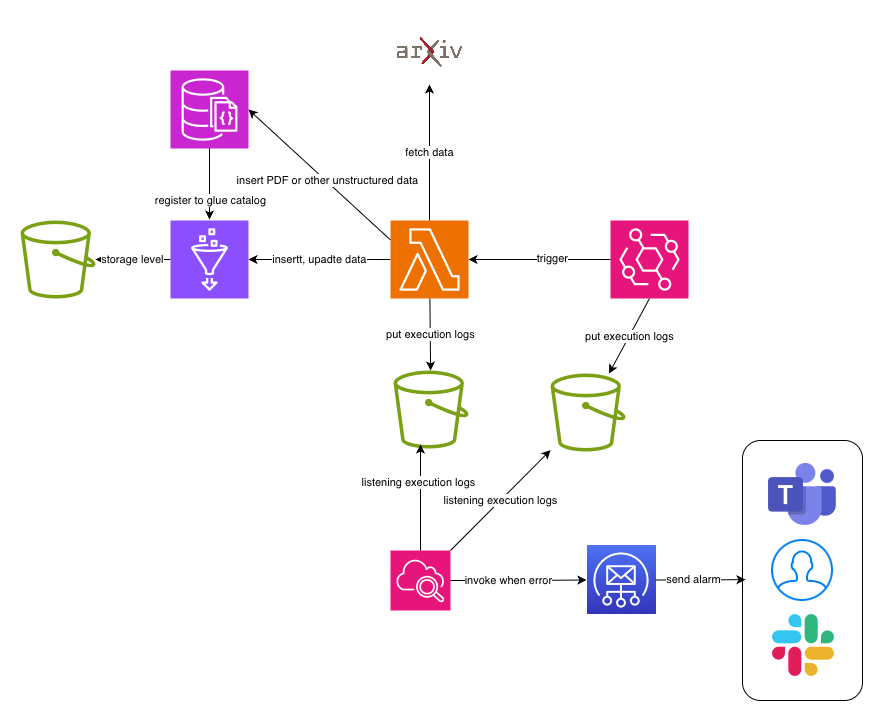 arXiv
fetch data
insert PDF or other unstructured data
register to glue catalog
storage level
insertt, upadte data
trigger
put execution logs
put execution logs
listening execution logs
listening execution logs
T
invoke when error
send alarm